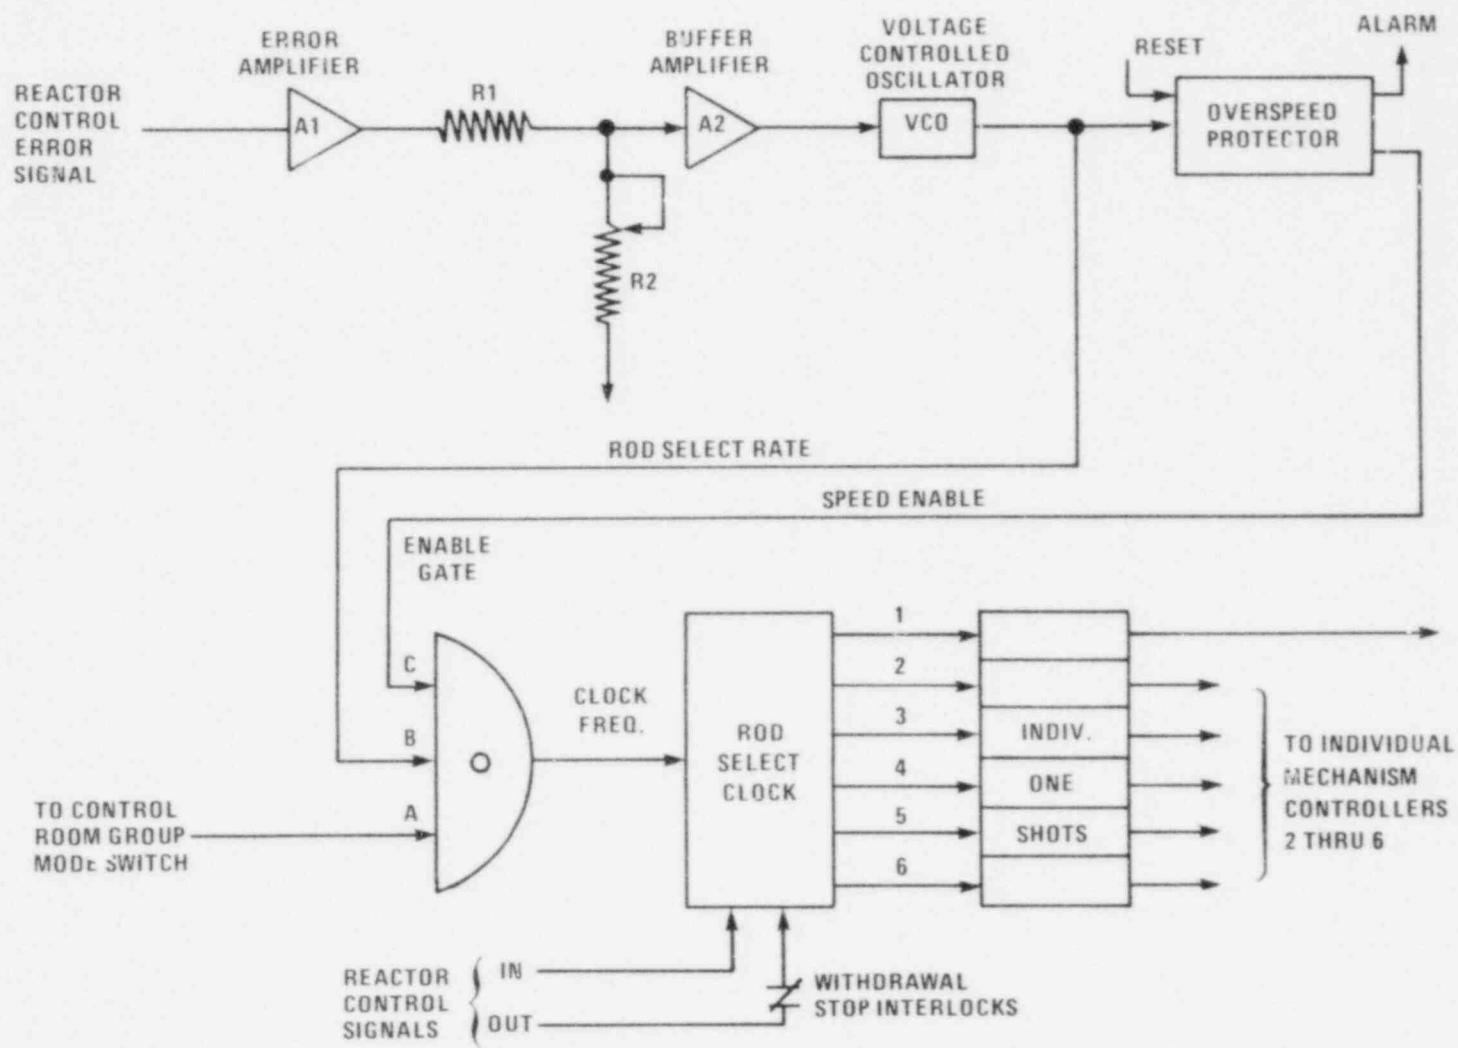 ERROR
AMPLIFIER
BUFFER
AMPLIFIER
VOLTAGE
CONTROLLED
OSCILLATOR
RESET
ALARM
REACTOR
CONTROL
ERROR
SIGNAL
A1
R1
A2
VCO
OVERSPEED
PROTECTOR
R2
ROD SELECT RATE
SPEED ENABLE
ENABLE
GATE
C
B
A
O
CLOCK
FREQ.
TO CONTROL
ROOM GROUP
MODE SWITCH
ROD
SELECT
CLOCK
1
2
3
4
5
6
INDIV.
ONE
SHOTS
TO INDIVIDUAL
MECHANISM
CONTROLLERS
2 THRU 6
REACTOR
CONTROL
SIGNALS
IN
OUT
WITHDRAWAL
STOP INTERLOCKS